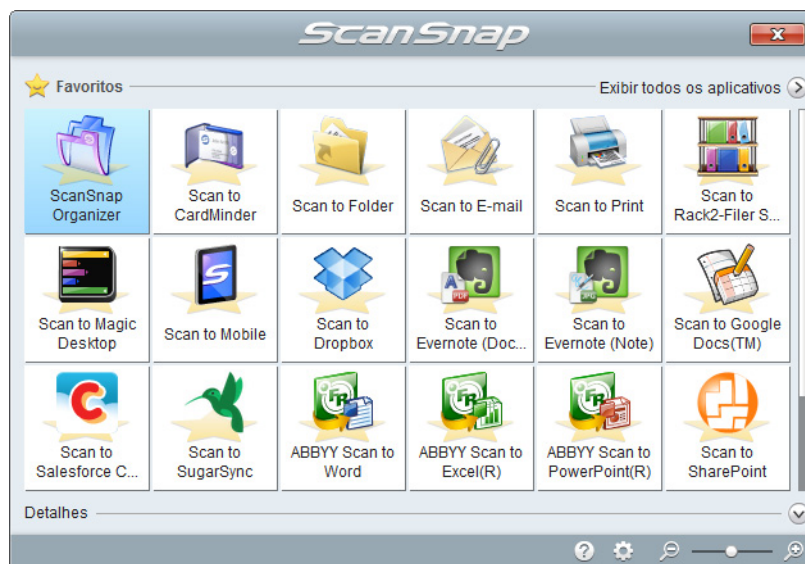 ScanSnap
Favoritos
Exibir todos os aplicativos
ScanSnap
Organizer
Scan to
CardMinder
Scan to Folder
Scan to E-mail
Scan to Print
Scan to
Rack2-Filer S...
Scan to Magic
Desktop
Scan to Mobile
Scan to
Dropbox
Scan to
Evernote (Doc...
Scan to
Evernote (Note)
Scan to Google
Docs(TM)
Scan to
Salesforce C...
Scan to
SugarSync
ABBYY Scan to
Word
ABBYY Scan to
Excel(R)
ABBYY Scan to
PowerPoint(R)
Scan to
SharePoint
Detalhes